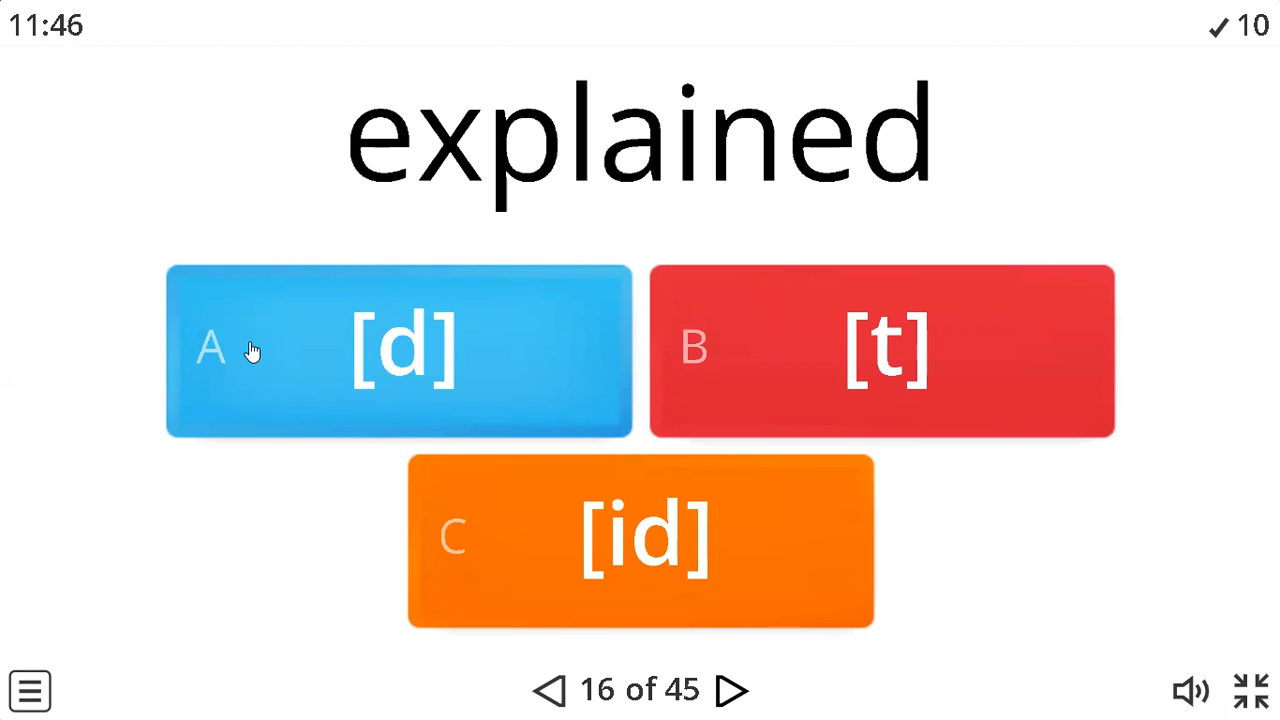 11:46
✓ 10
explained
A [d]
B [t]
C [id]
16 of 45